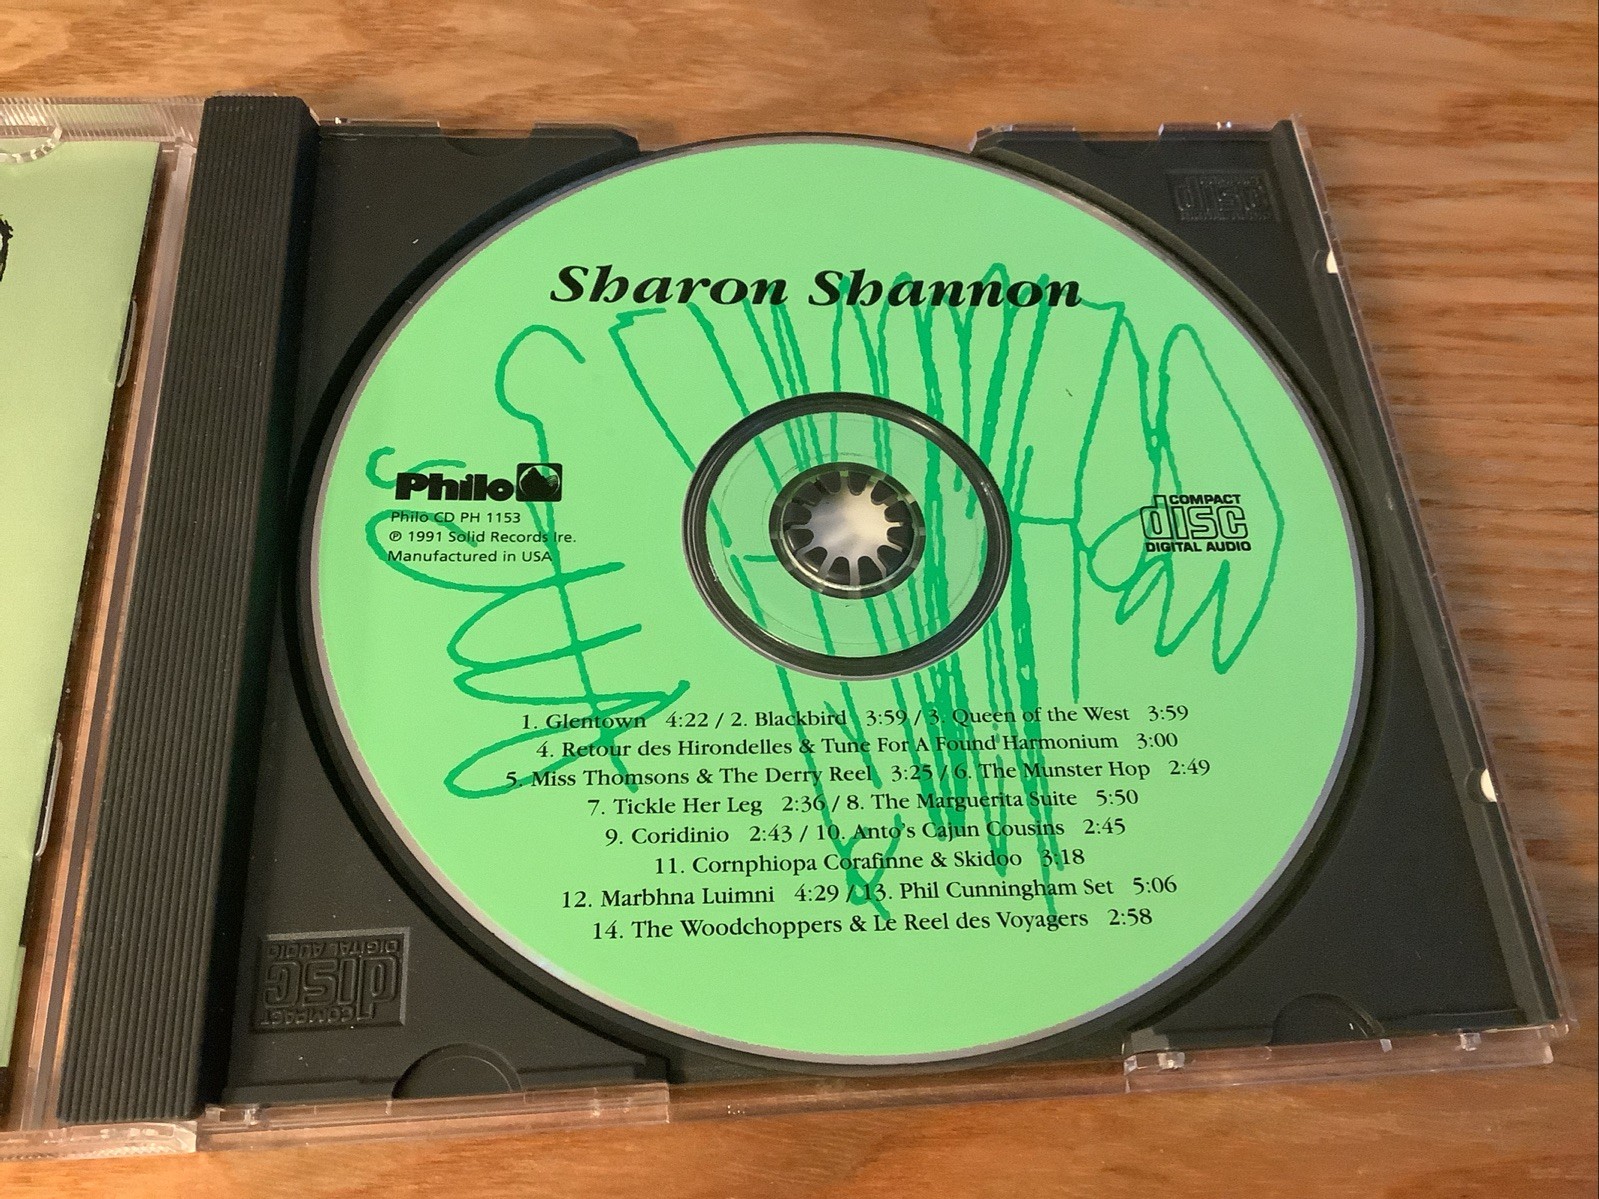 Sharon Shannon
Philo
Philo CD PH 1153
℗ 1991 Solid Records Ire.
Manufactured in USA
COMPACT
disc
DIGITAL AUDIO
1. Glentown 4:22 / 2. Blackbird 3:59 / 3. Queen of the West 3:59
4. Retour des Hirondelles & Tune For A Found Harmonium 3:00
5. Miss Thomsons & The Derry Reel 3:25 / 6. The Munster Hop 2:49
7. Tickle Her Leg 2:36 / 8. The Marguerita Suite 5:50
9. Coridinio 2:43 / 10. Anto's Cajun Cousins 2:45
11. Cornphiopa Corafinne & Skidoo 3:18
12. Marbhna Luimni 4:29 / 13. Phil Cunningham Set 5:06
14. The Woodchoppers & Le Reel des Voyagers 2:58
COMPACT
disc
DIGITAL AUDIO
COMPACT
disc
DIGITAL AUDIO